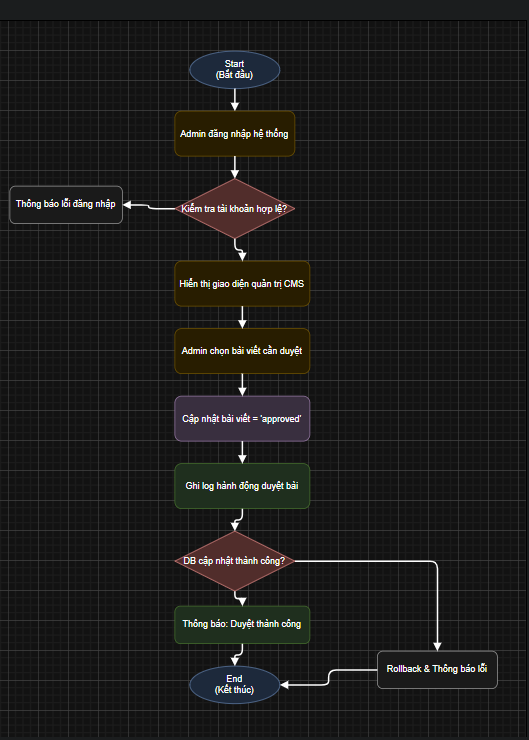 Start
(Bắt đầu)
Admin đăng nhập hệ thống
Kiểm tra tài khoản hợp lệ?
Thông báo lỗi đăng nhập
Hiển thị giao diện quản trị CMS
Admin chọn bài viết cần duyệt
Cập nhật bài viết = 'approved'
Ghi log hành động duyệt bài
DB cập nhật thành công?
Thông báo: Duyệt thành công
Rollback & Thông báo lỗi
End
(Kết thúc)